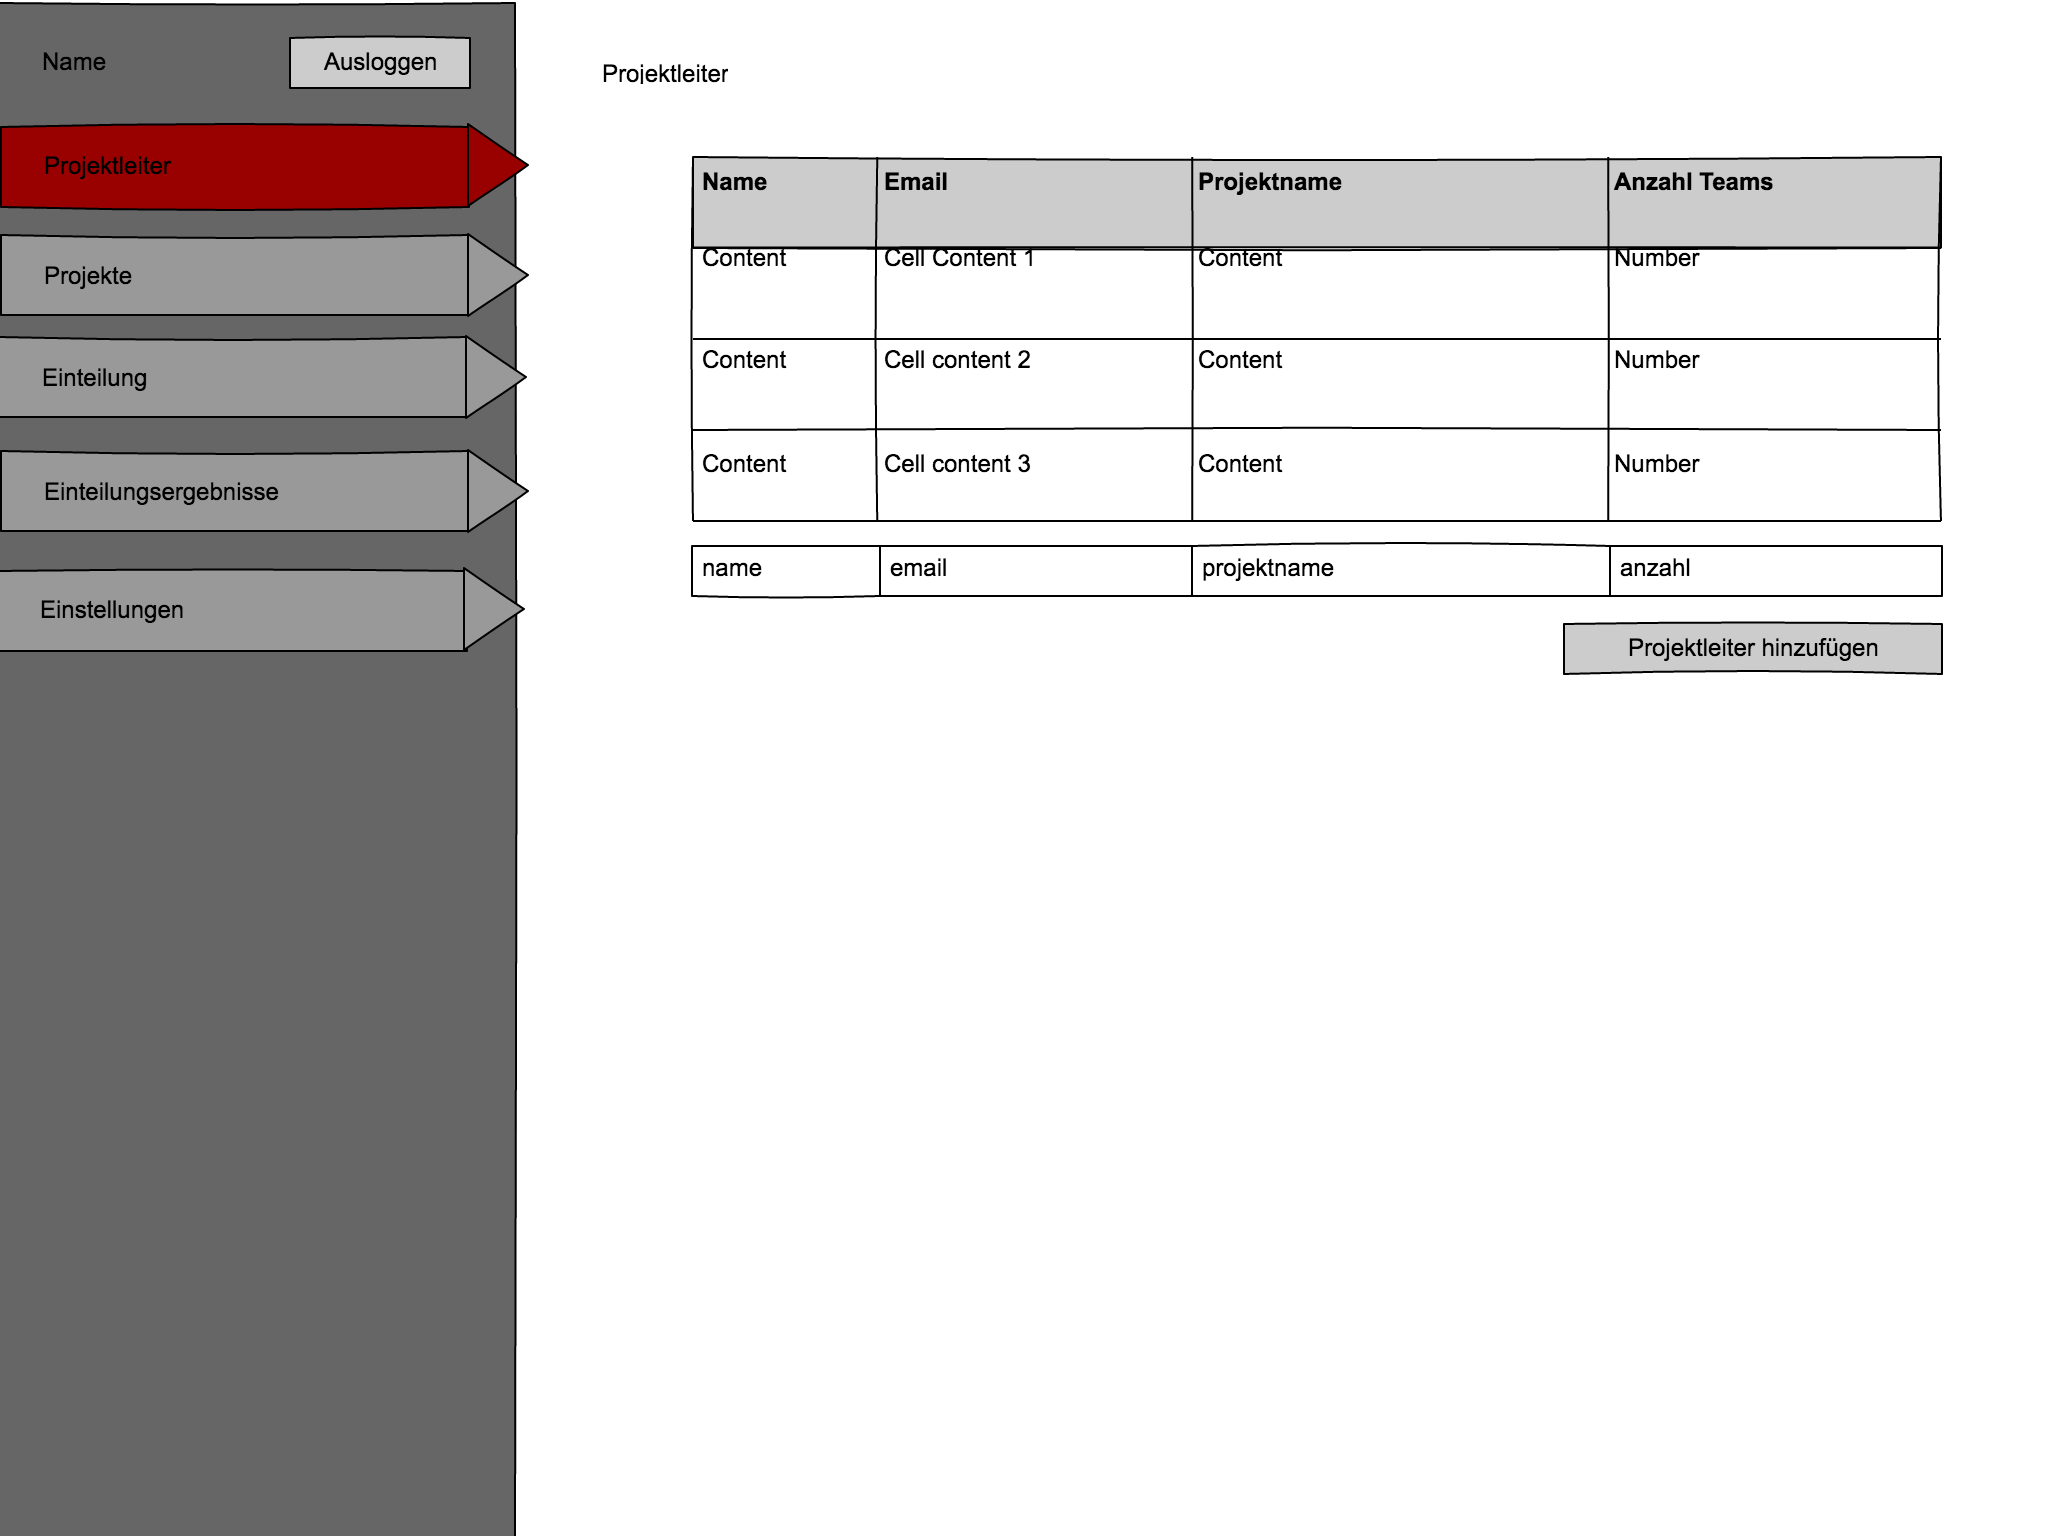 Name
Ausloggen
Projektleiter
Projekte
Einteilung
Einteilungsergebnisse
Einstellungen
Projektleiter
Name Email Projektname Anzahl Teams
Content Cell Content 1 Content Number
Content Cell content 2 Content Number
Content Cell content 3 Content Number
name email projektname anzahl
Projektleiter hinzufügen